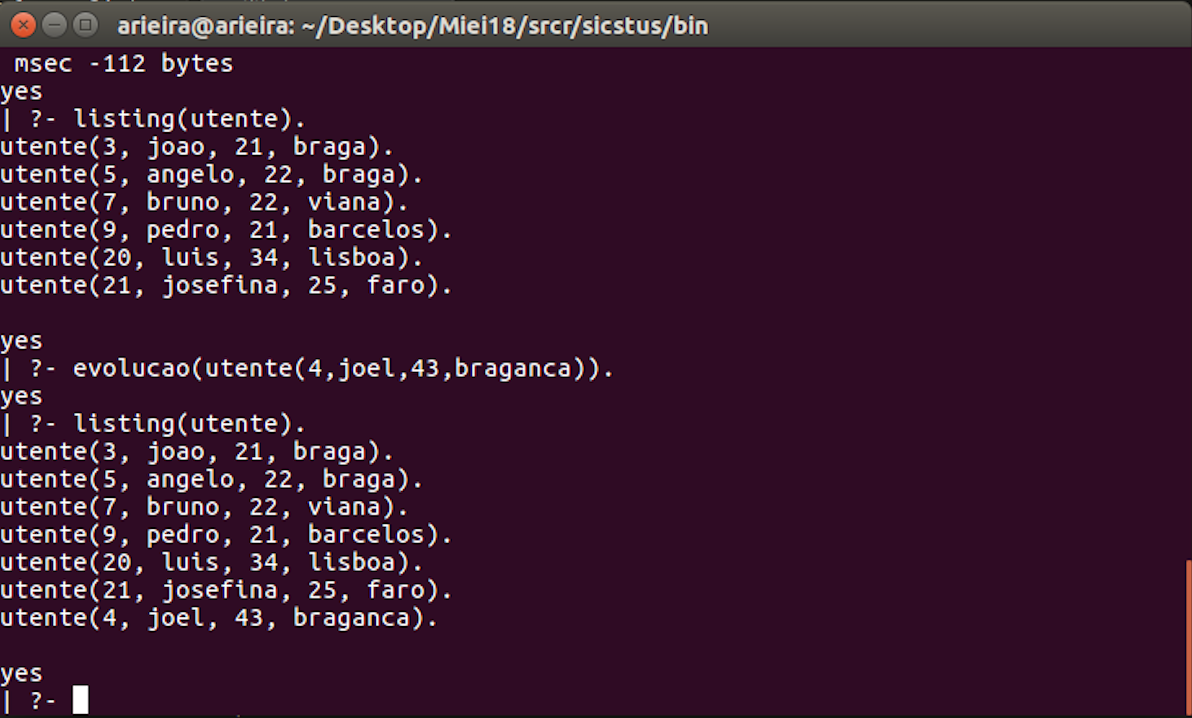 arieira@arieira: ~/Desktop/Miei18/srcr/sicstus/bin
msec -112 bytes
yes
| ?- listing(utente).
utente(3, joao, 21, braga).
utente(5, angelo, 22, braga).
utente(7, bruno, 22, viana).
utente(9, pedro, 21, barcelos).
utente(20, luis, 34, lisboa).
utente(21, josefina, 25, faro).
yes
| ?- evolucao(utente(4,joel,43,braganca)).
yes
| ?- listing(utente).
utente(3, joao, 21, braga).
utente(5, angelo, 22, braga).
utente(7, bruno, 22, viana).
utente(9, pedro, 21, barcelos).
utente(20, luis, 34, lisboa).
utente(21, josefina, 25, faro).
utente(4, joel, 43, braganca).
yes
| ?-